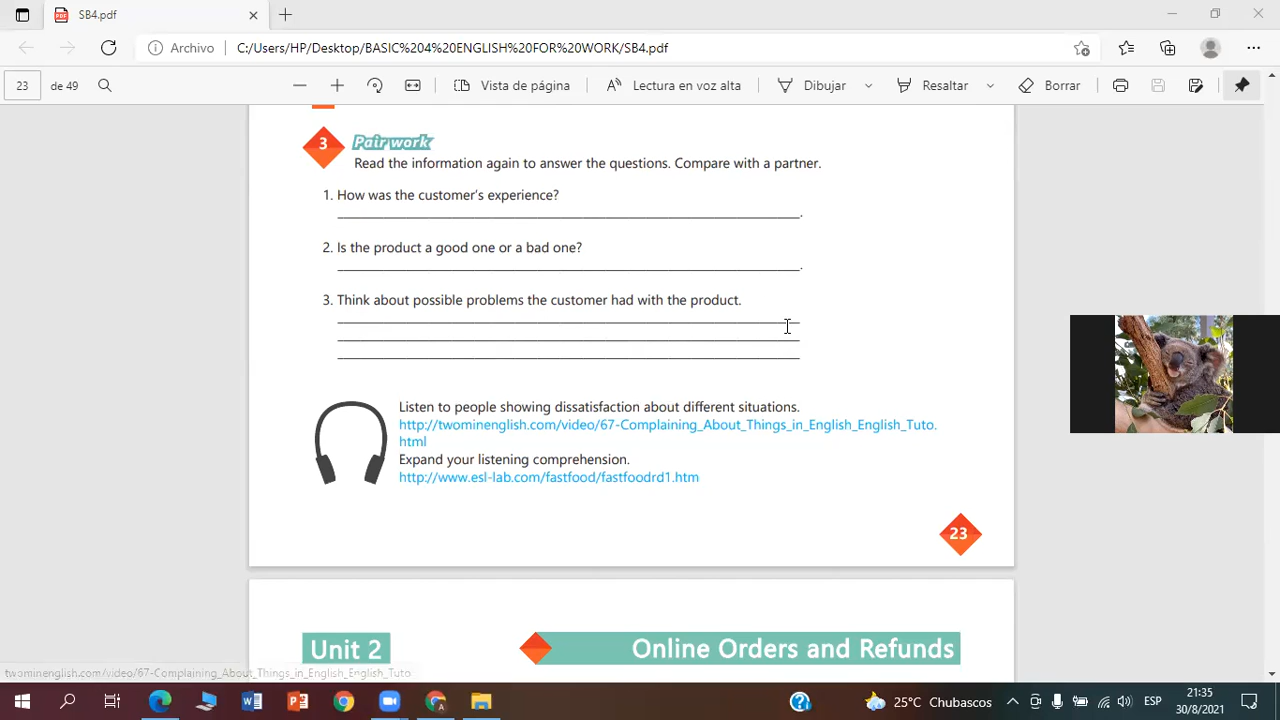 SB4.pdf
Archivo
C:/Users/HP/Desktop/BASIC%204%20ENGLISH%20FOR%20WORK/SB4.pdf
23
de 49
Vista de página
Lectura en voz alta
Dibujar
Resaltar
Borrar
3
Pair work
Read the information again to answer the questions. Compare with a partner.
1. How was the customer's experience?
____________________.
2. Is the product a good one or a bad one?
____________________.
3. Think about possible problems the customer had with the product.
Listen to people showing dissatisfaction about different situations.
http://twominenglish.com/video/67-Complaining_About_Things_in_English_English_Tuto.
html
Expand your listening comprehension.
http://www.esl-lab.com/fastfood/fastfoodrd1.htm
23
Unit 2
Online Orders and Refunds
twominenglish.com/video/67-Complaining_About_Things_in_English_English_Tuto
25°C Chubascos
ESP
21:35
30/8/2021